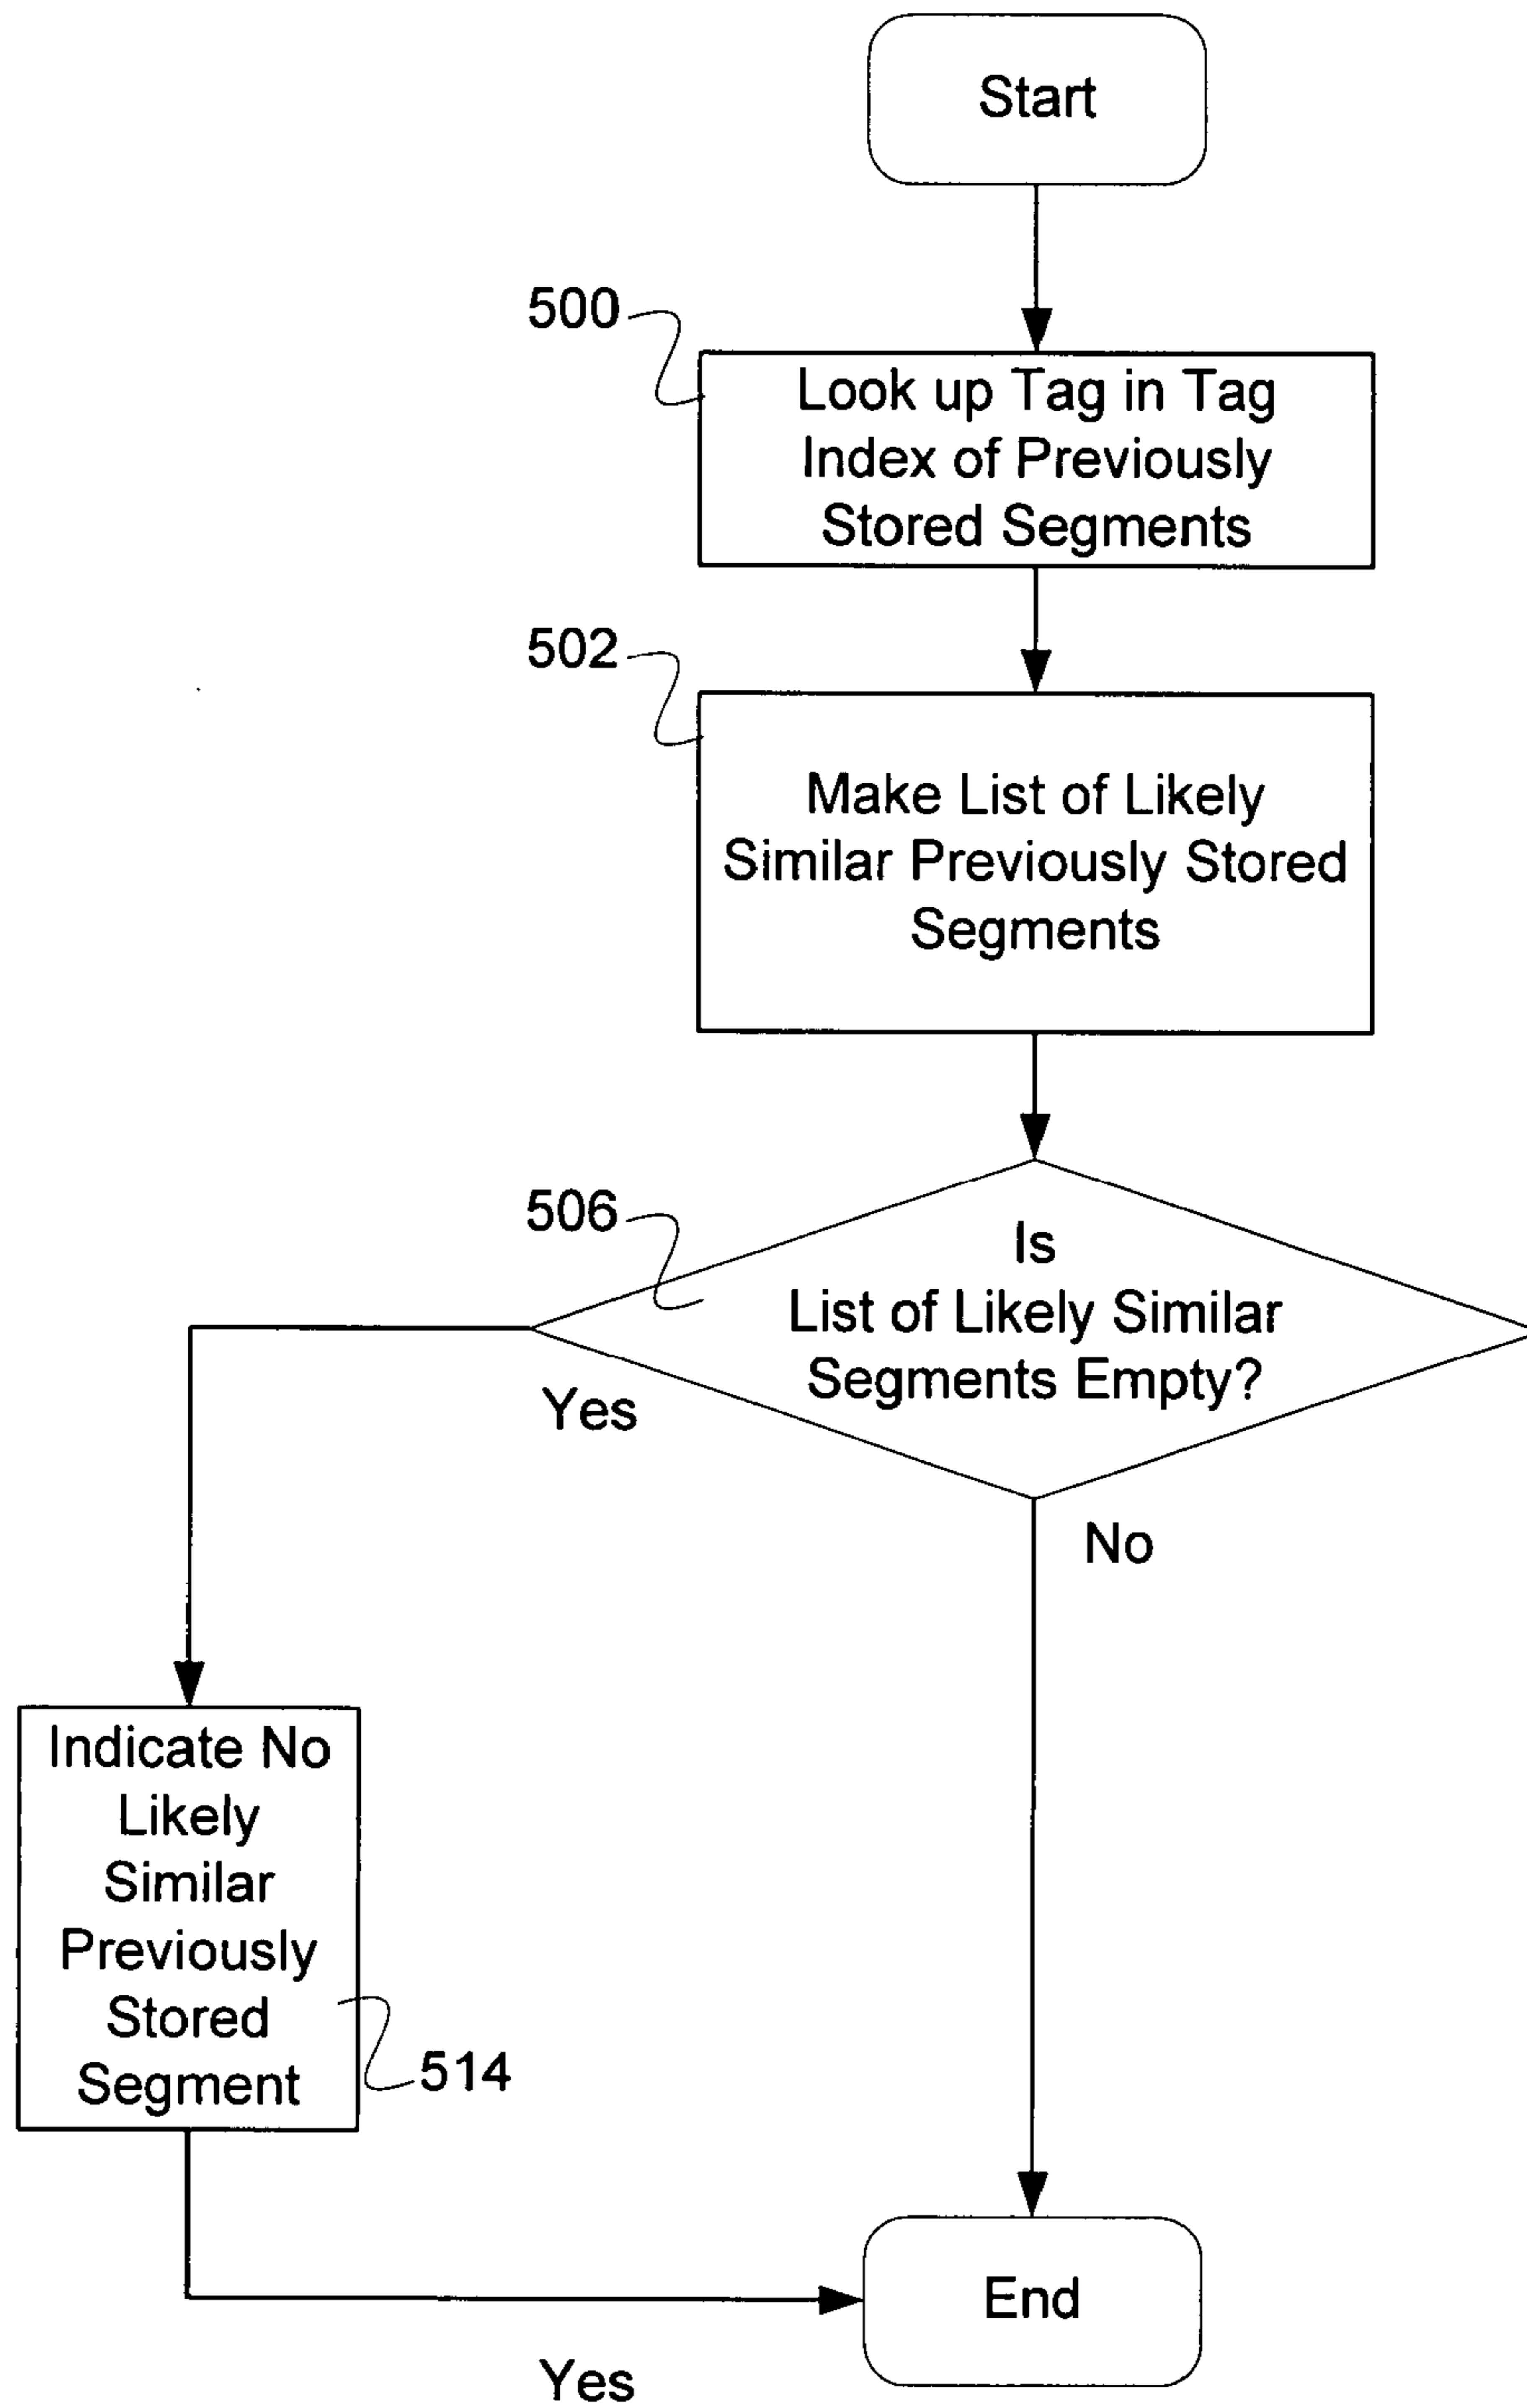 Start
500
Look up Tag in Tag
Index of Previously
Stored Segments
502
Make List of Likely
Similar Previously Stored
Segments
506
Is
List of Likely Similar
Segments Empty?
Yes
No
Indicate No
Likely
Similar
Previously
Stored
Segment
514
End
Yes